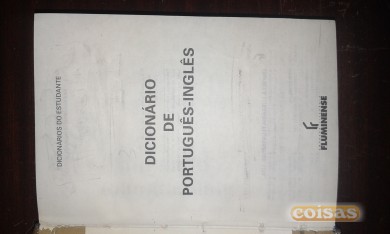 DICIONÁRIOS DO ESTUDANTE
DICIONÁRIO
DE
PORTUGUÊS-INGLÊS
FLUMINENSE
coisas